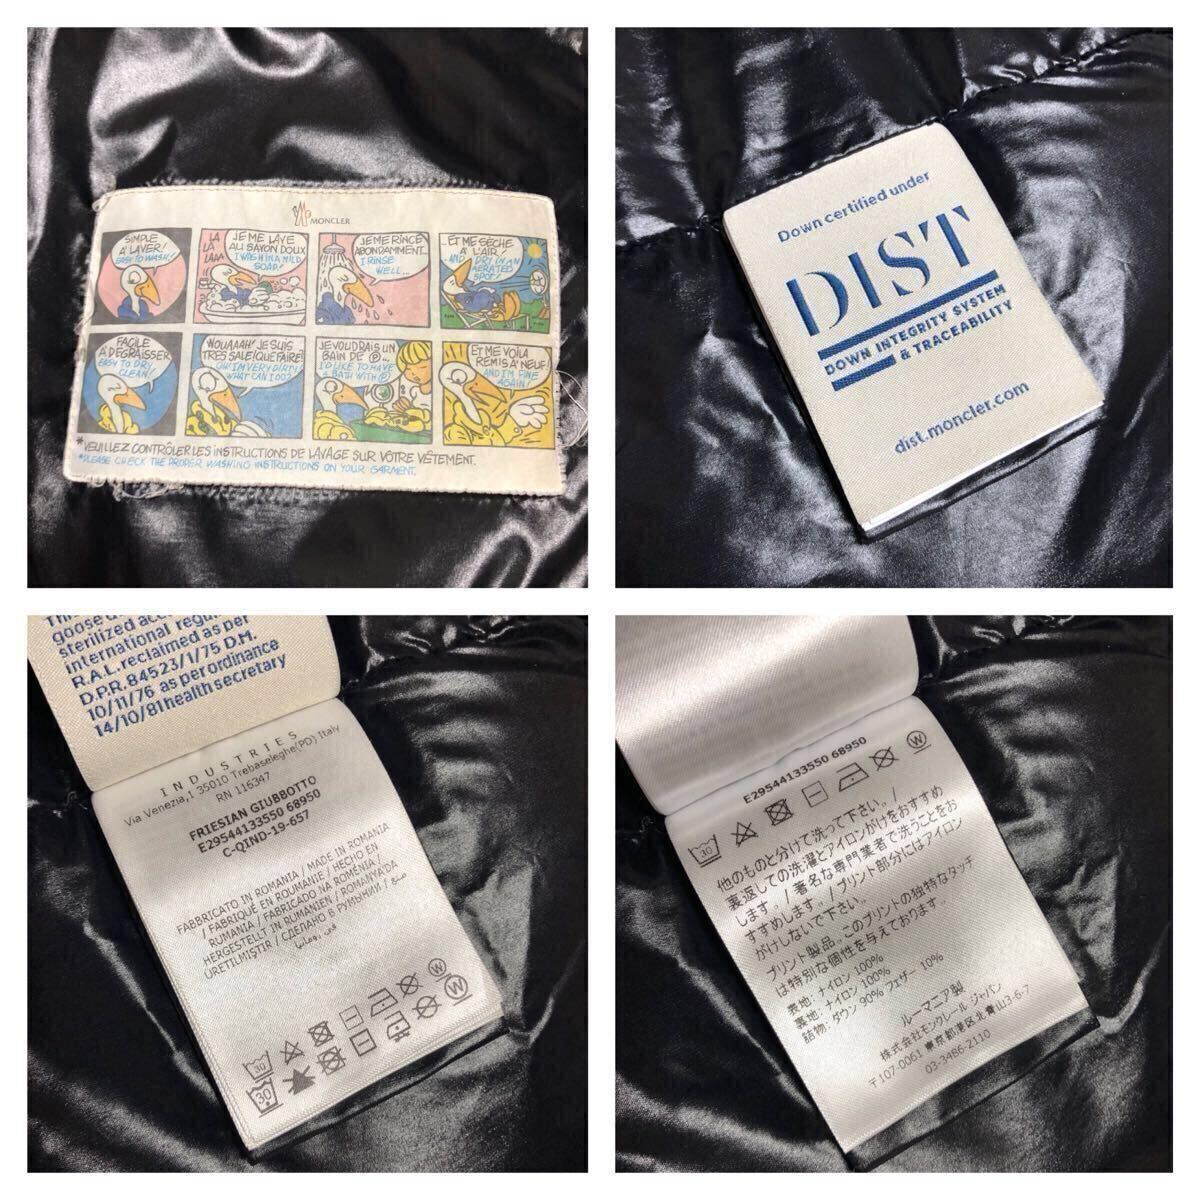 MONCLER
SIMPLE
À LAVER!
EASY TO WASH!
LA
LA
LAAA
JE ME LAVE
AU SAVON DOUX
I WASH IN A MILD
SOAP!
JE ME RINCE
ABONDAMMENT...
I RINSE
WELL...
...ET ME SÈCHE
À L'AIR!
AND DRY IN AN
AERATED
SPOT!
FACILE
À DÉGRAISSER
EASY TO DRY
CLEAN!
WOUAAAH! JE SUIS
TRÈS SALE! QUE FAIRE!
OH! I'M VERY DIRTY!
WHAT CAN I DO?
JE VOUDRAIS UN
BAIN DE Ⓟ...
I'D LIKE TO HAVE
A BATH WITH Ⓟ
ET ME VOILÀ
REMIS À NEUF!
AND I'M FINE
AGAIN!
*VEUILLEZ CONTRÔLER LES INSTRUCTIONS DE LAVAGE SUR VOTRE VÊTEMENT.
*PLEASE CHECK THE PROPER WASHING INSTRUCTIONS ON YOUR GARMENT.
Down certified under
DIST
DOWN INTEGRITY SYSTEM
& TRACEABILITY
dist.moncler.com
goose
sterilized
international
R.A.L. reclaimed as per
D.P.R. 84523/1/75 D.M.
10/11/76 as per ordinance
14/10/81 health secretary
INDUSTRIES
Via Venezia,1 35010 Trebaseleghe(PD) Italy
RN 116347
FRIESIAN GIUBBOTTO
E29544133550 68950
C-QIND-19-657
FABBRICATO IN ROMANIA / MADE IN ROMANIA
/ FABRIQUÉ EN ROUMANIE / HECHO EN
RUMANIA / FABRICADO NA ROMÉNIA /
HERGESTELLT IN RUMÄNIEN / ROMANYA'DA
ÜRETİLMİŞTİR / СДЕЛАНО В РУМЫНИИ /
30
W
30
W
E29544133550 68950
30
W
他のものと分けて洗って下さい。/
裏返しての洗濯とアイロンがけをおすすめ
します。/著名な専門業者で洗うことをお
すすめします。/プリント部分にはアイロン
がけしないで下さい。
プリント製品。このプリントの独特なタッチ
は特別な個性を与えております。
表地: ナイロン 100%
裏地: ナイロン 100%
詰物: ダウン 90% フェザー 10%
ルーマニア製
株式会社モンクレール ジャパン
〒107-0061 東京都港区北青山3-6-7
03-3486-2110